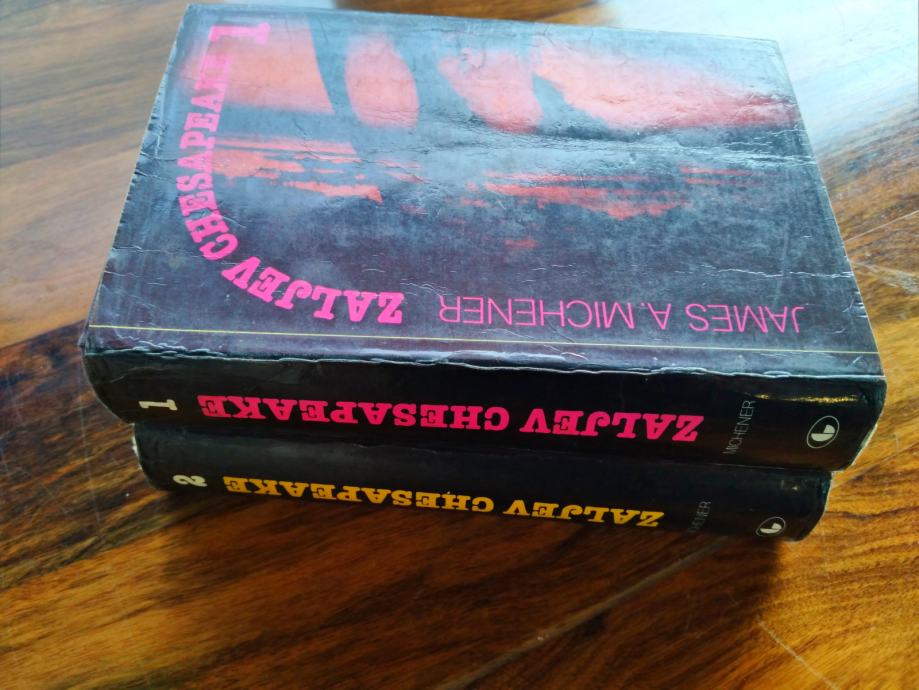 JAMES A. MICHENER
ZALJEV CHESAPEAKE 1
MICHENER
ZALJEV CHESAPEAKE
1
ZALJEV CHESAPEAKE
2